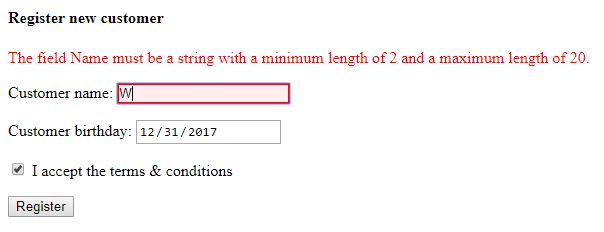 Register new customer
The field Name must be a string with a minimum length of 2 and a maximum length of 20.
Customer name: W
Customer birthday: 12/31/2017
I accept the terms & conditions
Register